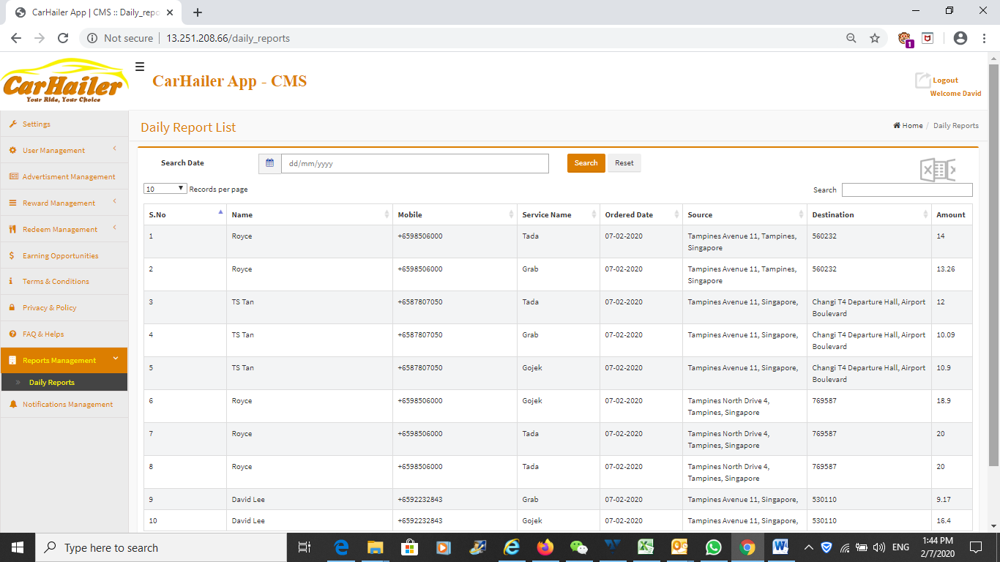 CarHailer App | CMS :: Daily_repo
Not secure
13.251.208.66/daily_reports
1
CarHailer
Your Ride, Your Choice
CarHailer App - CMS
Logout
Welcome David
Settings
User Management
Advertisment Management
Reward Management
Redeem Management
Earning Opportunities
Terms & Conditions
Privacy & Policy
FAQ & Helps
Reports Management
Daily Reports
Notifications Management
Daily Report List
Home / Daily Reports
Search Date
dd/mm/yyyy
Search
Reset
10 Records per page
Search
S.No Name Mobile Service Name Ordered Date Source Destination Amount
1 Royce +6598506000 Tada 07-02-2020 Tampines Avenue 11, Tampines, 560232 14
Singapore
2 Royce +6598506000 Grab 07-02-2020 Tampines Avenue 11, Tampines, 560232 13.26
Singapore
3 TS Tan +6587807050 Tada 07-02-2020 Tampines Avenue 11, Singapore, Changi T4 Departure Hall, Airport 12
Boulevard
4 TS Tan +6587807050 Grab 07-02-2020 Tampines Avenue 11, Singapore, Changi T4 Departure Hall, Airport 10.09
Boulevard
5 TS Tan +6587807050 Gojek 07-02-2020 Tampines Avenue 11, Singapore, Changi T4 Departure Hall, Airport 10.9
Boulevard
6 Royce +6598506000 Gojek 07-02-2020 Tampines North Drive 4, 769587 18.9
Tampines, Singapore
7 Royce +6598506000 Tada 07-02-2020 Tampines North Drive 4, 769587 20
Tampines, Singapore
8 Royce +6598506000 Tada 07-02-2020 Tampines North Drive 4, 769587 20
Tampines, Singapore
9 David Lee +6592232843 Grab 07-02-2020 Tampines Avenue 11, Singapore, 530110 9.17
10 David Lee +6592232843 Gojek 07-02-2020 Tampines Avenue 11, Singapore, 530110 16.4
Type here to search
ENG
1:44 PM
2/7/2020